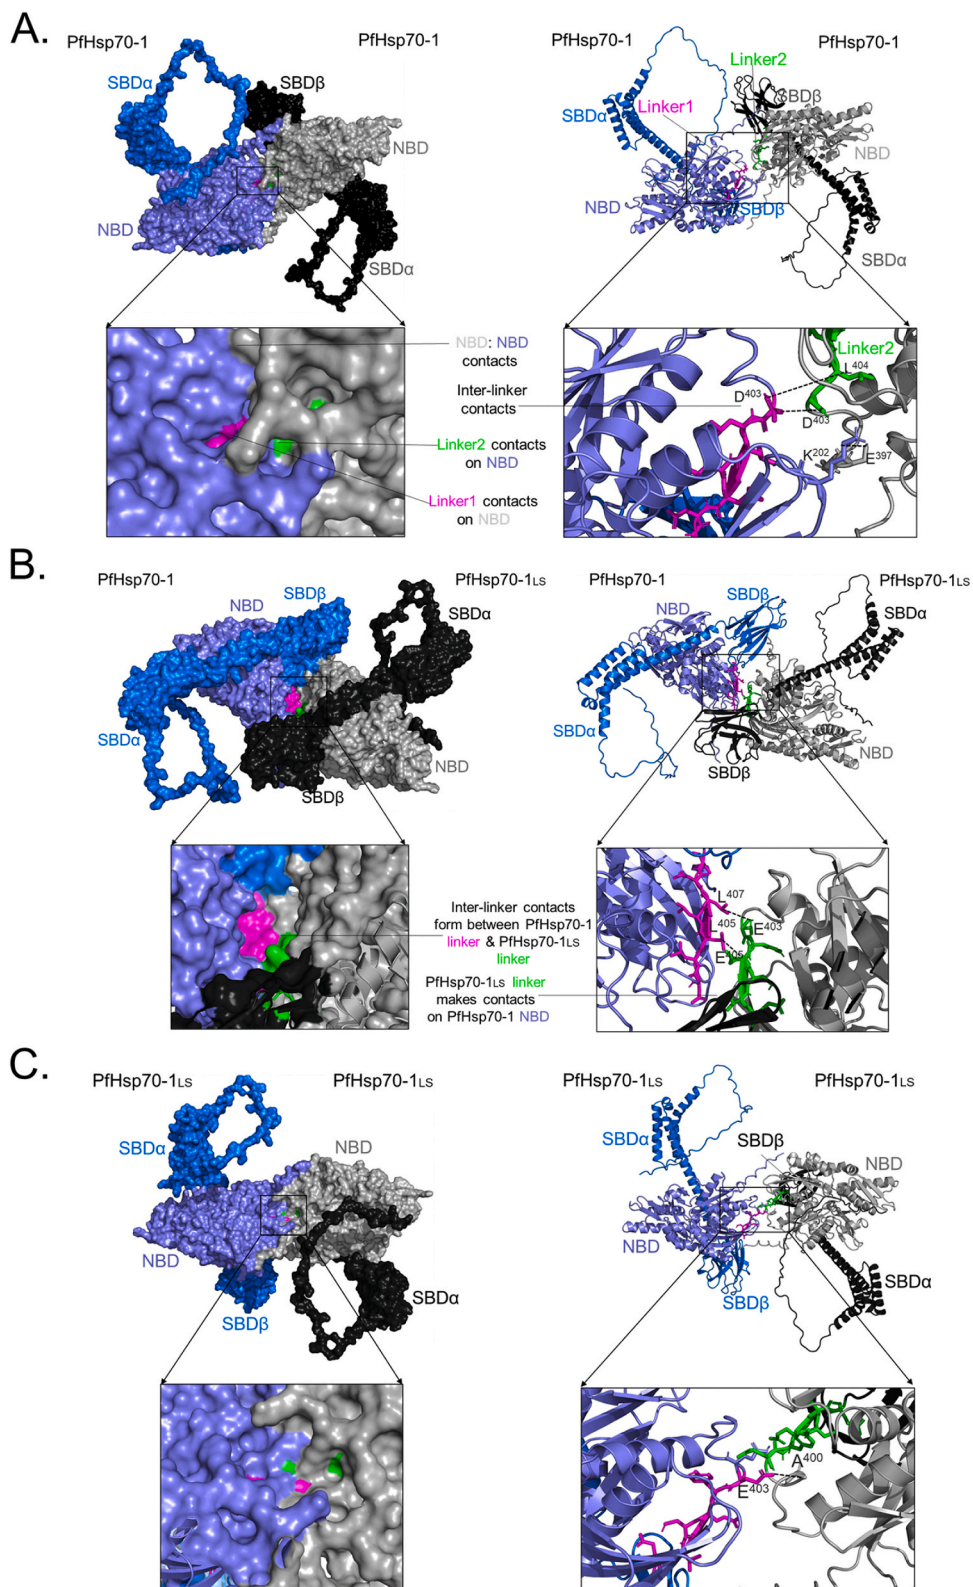 A.
PfHsp70-1
PfHsp70-1
SBDα
SBDβ
NBD
NBD
SBDα
PfHsp70-1
PfHsp70-1
Linker2
SBDα
Linker1
SBDβ
NBD
NBD
SBDβ
SBDα
NBD: NBD
contacts
Inter-linker
contacts
Linker2 contacts
on NBD
Linker1 contacts
on NBD
Linker2
L404
D403
D403
K202
E397
B.
PfHsp70-1
PfHsp70-1LS
NBD
SBDβ
SBDα
SBDα
NBD
SBDβ
PfHsp70-1
PfHsp70-1LS
NBD
SBDβ
SBDα
SBDα
NBD
SBDβ
Inter-linker contacts
form between PfHsp70-1
linker & PfHsp70-1LS
linker
PfHsp70-1LS linker
makes contacts
on PfHsp70-1 NBD
L407
405
E403
C.
PfHsp70-1LS
PfHsp70-1LS
SBDα
NBD
NBD
SBDβ
SBDα
PfHsp70-1LS
PfHsp70-1LS
SBDα
SBDβ
NBD
NBD
SBDβ
SBDα
A400
E403